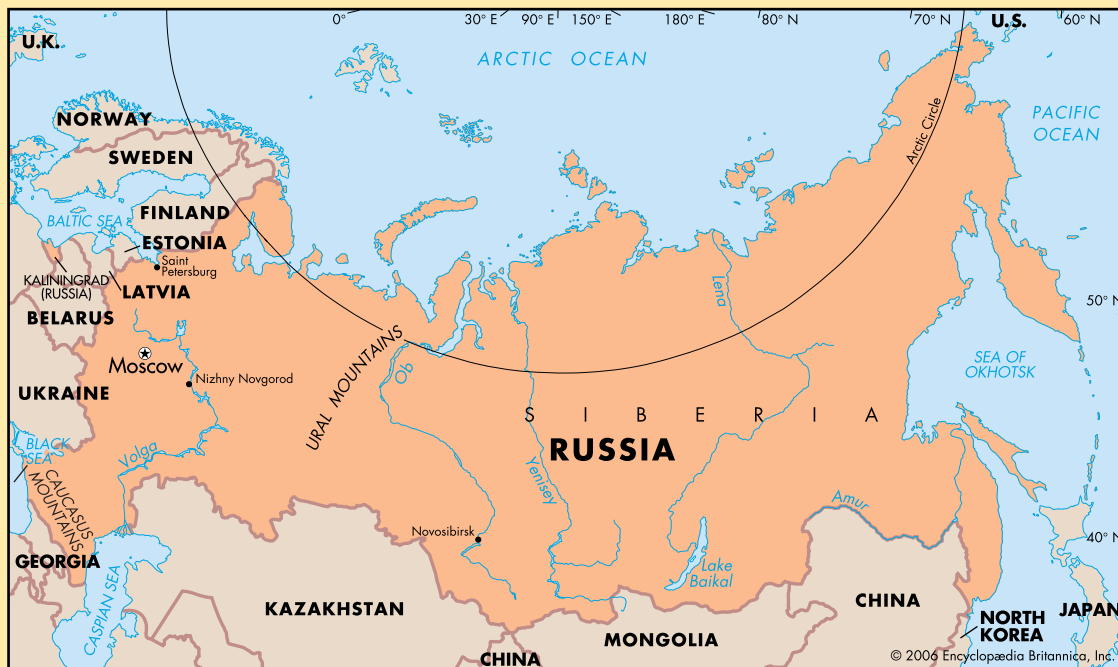 0°
30° E
90° E
150° E
180° E
80° N
70° N
U.S.
60° N
U.K.
ARCTIC OCEAN
PACIFIC
OCEAN
NORWAY
SWEDEN
Arctic Circle
FINLAND
BALTIC SEA
ESTONIA
Saint
Petersburg
KALININGRAD
(RUSSIA)
LATVIA
Lena
50° N
BELARUS
Moscow
URAL MOUNTAINS
Ob
SEA OF
OKHOTSK
Nizhny Novgorod
UKRAINE
SIBERIA
RUSSIA
BLACK
SEA
Volga
Yenisey
CAUCASUS
MOUNTAINS
Amur
Novosibirsk
40° N
GEORGIA
Lake
Baikal
CASPIAN SEA
KAZAKHSTAN
CHINA
NORTH
KOREA
JAPAN
MONGOLIA
CHINA
© 2006 Encyclopædia Britannica, Inc.